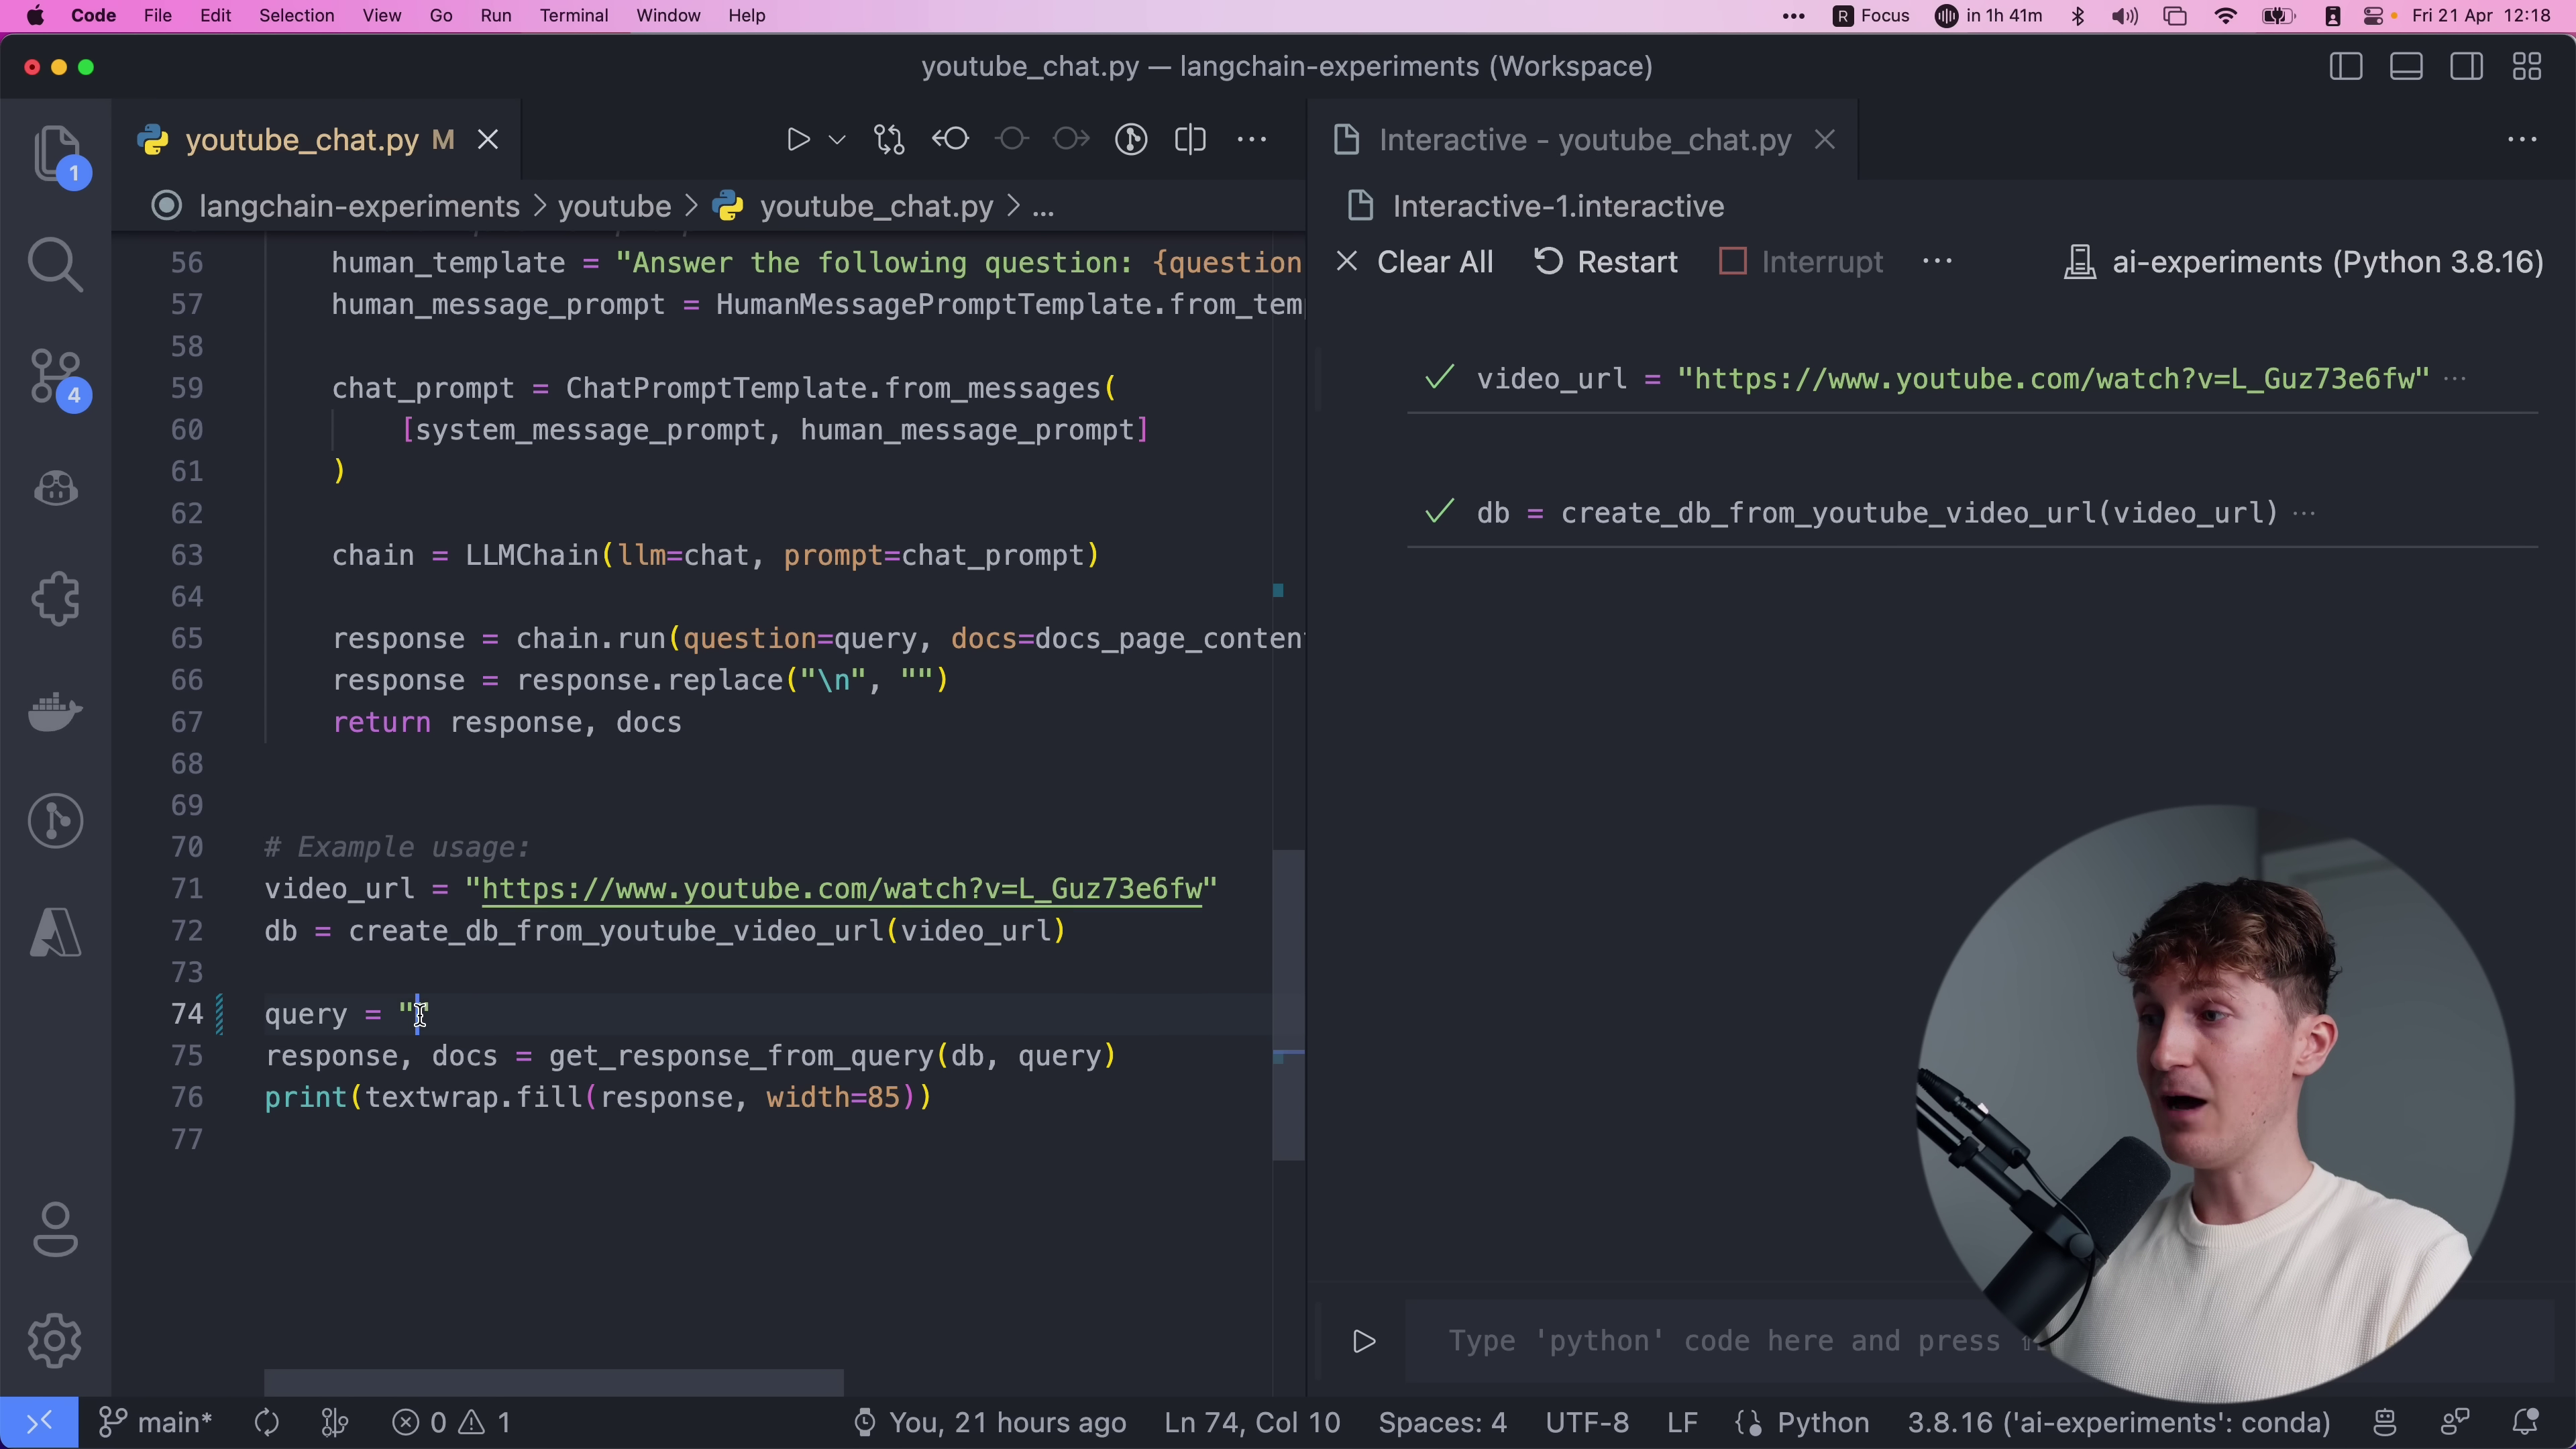 Code File Edit Selection View Go Run Terminal Window Help
R Focus in 1h 41m Fri 21 Apr 12:18
youtube_chat.py — langchain-experiments (Workspace)
youtube_chat.py M
langchain-experiments > youtube > youtube_chat.py > ...
1
4
56 human_template = "Answer the following question: {question
57 human_message_prompt = HumanMessagePromptTemplate.from_tem
58
59 chat_prompt = ChatPromptTemplate.from_messages(
60 [system_message_prompt, human_message_prompt]
61 )
62
63 chain = LLMChain(llm=chat, prompt=chat_prompt)
64
65 response = chain.run(question=query, docs=docs_page_conten
66 response = response.replace("\n", "")
67 return response, docs
68
69
70 # Example usage:
71 video_url = "https://www.youtube.com/watch?v=L_Guz73e6fw"
72 db = create_db_from_youtube_video_url(video_url)
73
74 query = ""
75 response, docs = get_response_from_query(db, query)
76 print(textwrap.fill(response, width=85))
77
Interactive - youtube_chat.py
Interactive-1.interactive
Clear All Restart Interrupt ... ai-experiments (Python 3.8.16)
video_url = "https://www.youtube.com/watch?v=L_Guz73e6fw" ...
db = create_db_from_youtube_video_url(video_url) ...
Type 'python' code here and press ⇧
main* 0 1 You, 21 hours ago Ln 74, Col 10 Spaces: 4 UTF-8 LF Python 3.8.16 ('ai-experiments': conda)